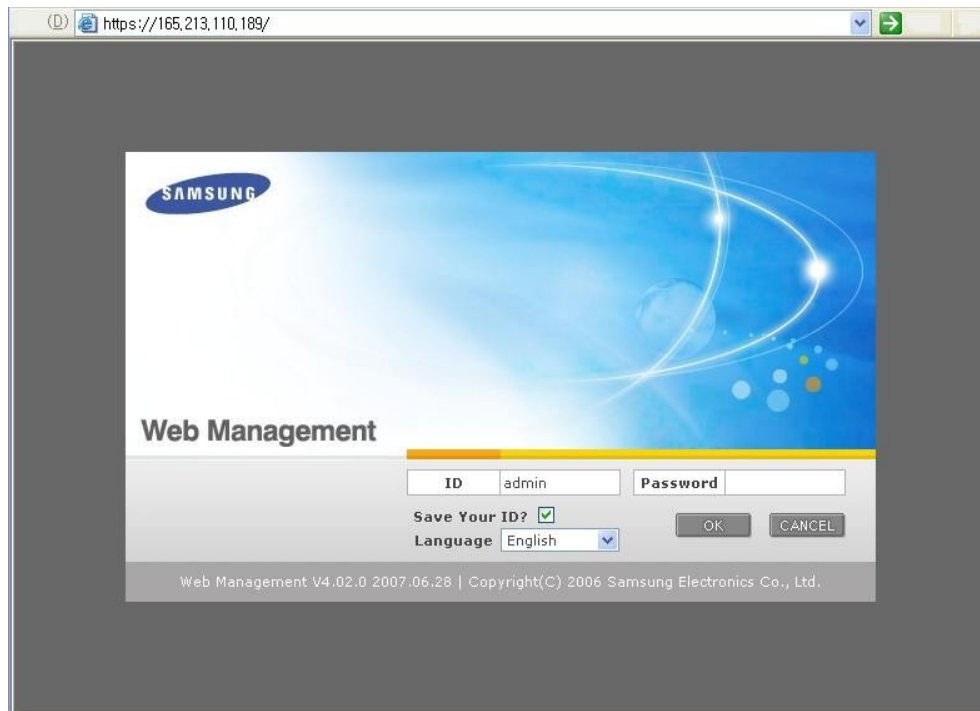 (D) https://165,213,110,189/
SAMSUNG
Web Management
ID admin Password
Save Your ID?
Language English
OK CANCEL
Web Management V4.02.0 2007.06.28 | Copyright(C) 2006 Samsung Electronics Co., Ltd.